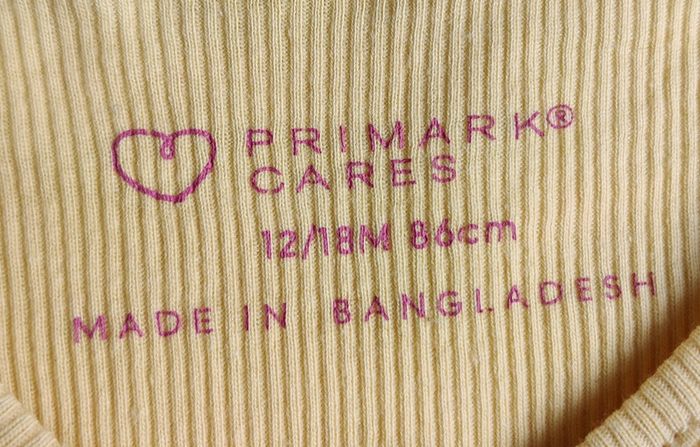 PRIMARK®
CARES
12/18M 86cm
MADE IN BANGLADESH